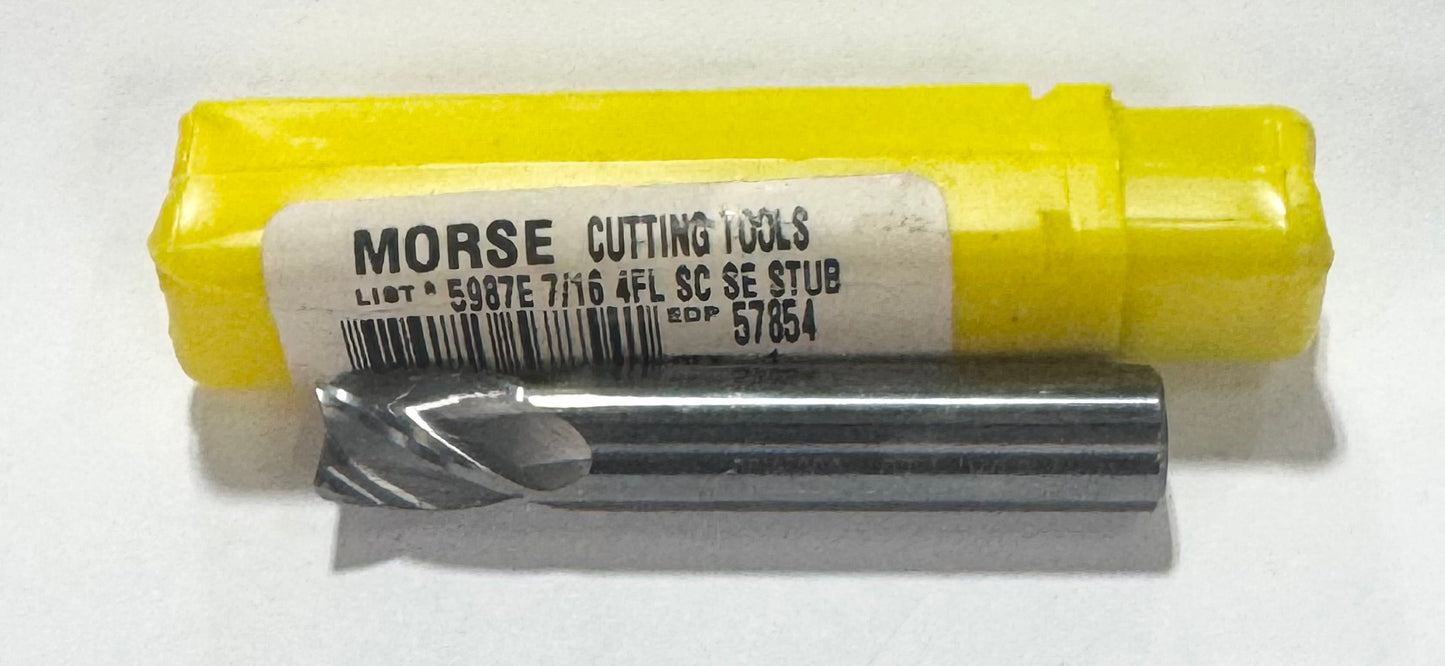 MORSE CUTTING TOOLS
LIST # 5987E 7/16 4FL SC SE STUB
EDP 57854